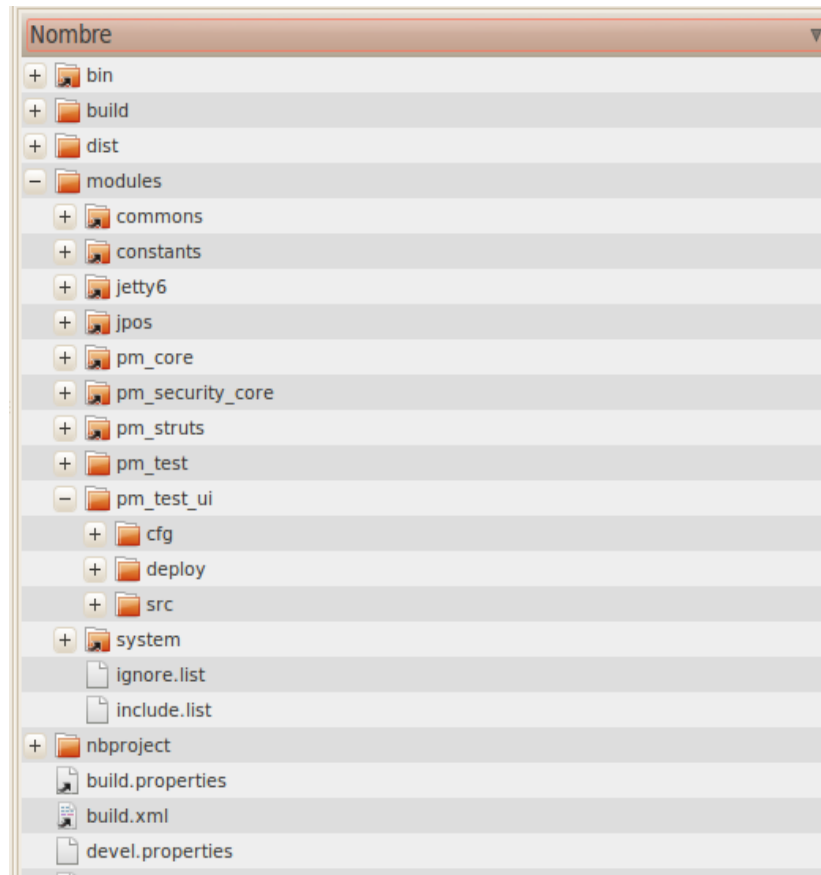 Nombre
bin
build
dist
modules
commons
constants
jetty6
jpos
pm_core
pm_security_core
pm_struts
pm_test
pm_test_ui
cfg
deploy
src
system
ignore.list
include.list
nbproject
build.properties
build.xml
devel.properties